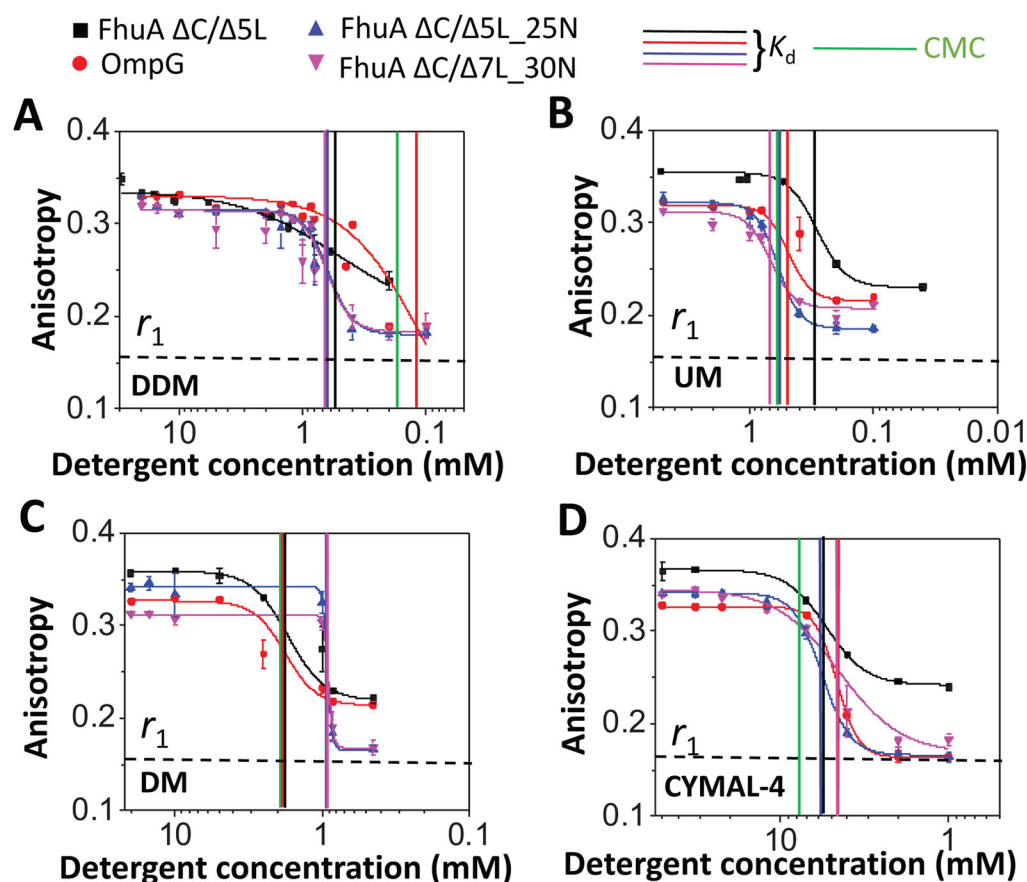 FhuA ΔC/Δ5L
FhuA ΔC/Δ5L_25N
Kd
CMC
OmpG
FhuA ΔC/Δ7L_30N
A
0.4
0.3
0.2
0.1
Anisotropy
r1
DDM
10
1
0.1
Detergent concentration (mM)
B
0.4
0.3
0.2
0.1
Anisotropy
r1
UM
1
0.1
0.01
Detergent concentration (mM)
C
0.4
0.3
0.2
0.1
Anisotropy
r1
DM
10
1
0.1
Detergent concentration (mM)
D
0.4
0.3
0.2
0.1
Anisotropy
r1
CYMAL-4
10
1
Detergent concentration (mM)